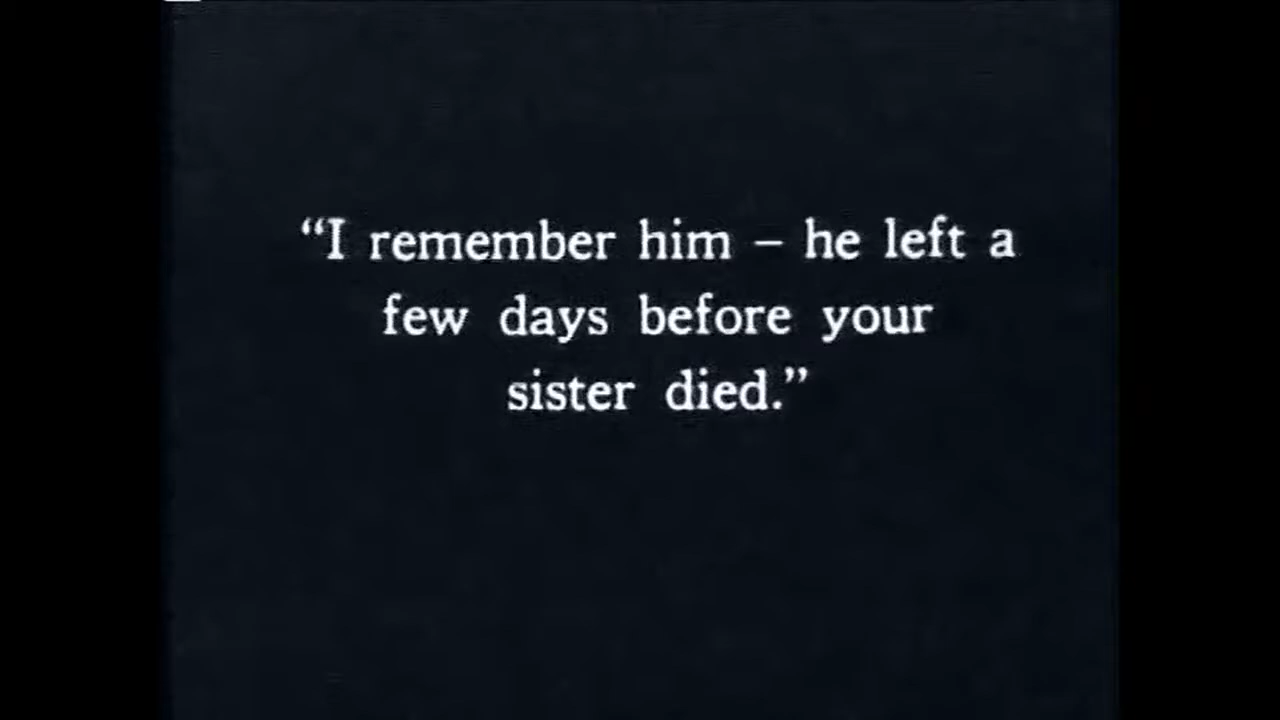 “I remember him – he left a
few days before your
sister died.”